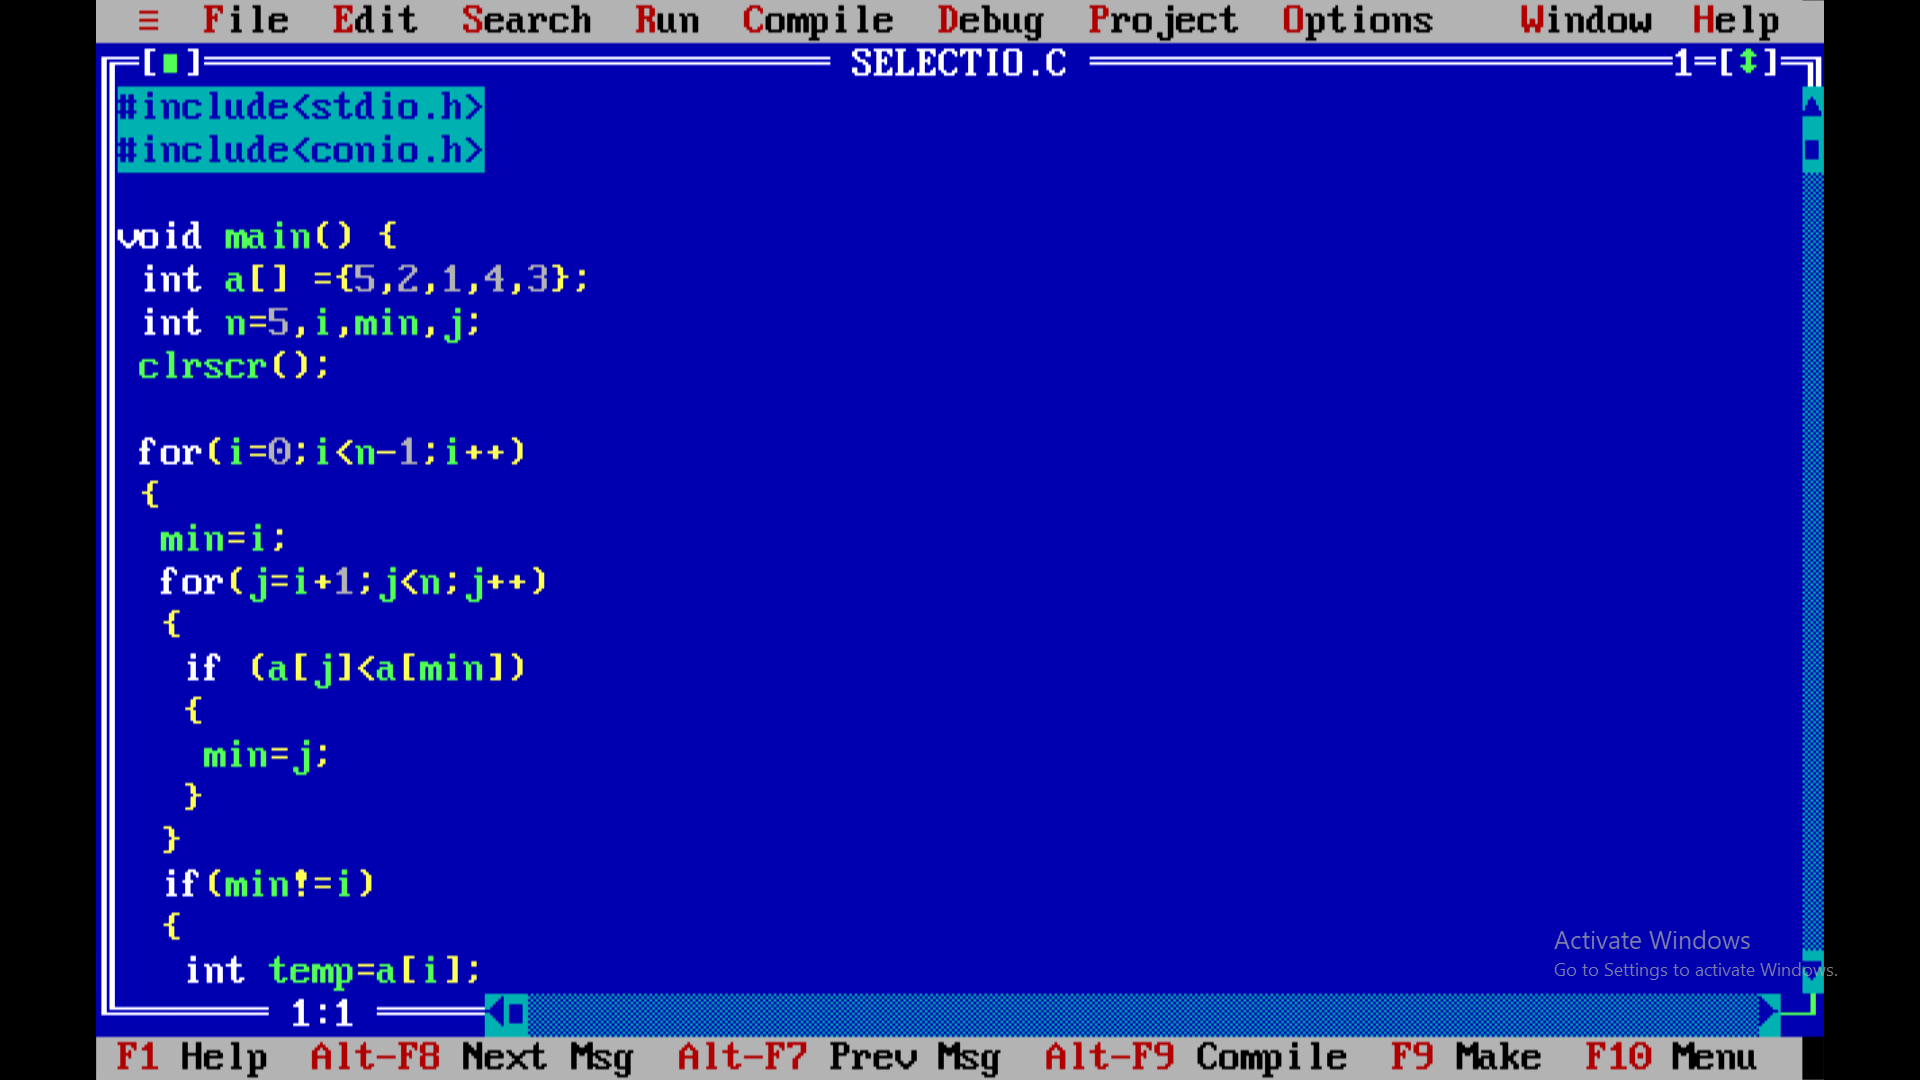 ≡ File Edit Search Run Compile Debug Project Options Window Help
[■] SELECTIO.C 1=[↕]
#include<stdio.h>
#include<conio.h>
void main() {
int a[] ={5,2,1,4,3};
int n=5,i,min,j;
clrscr();
for(i=0;i<n-1;i++)
{
min=i;
for(j=i+1;j<n;j++)
{
if (a[j]<a[min])
{
min=j;
}
}
if(min!=i)
{
int temp=a[i];
Activate Windows
Go to Settings to activate Windows.
1:1
F1 Help Alt-F8 Next Msg Alt-F7 Prev Msg Alt-F9 Compile F9 Make F10 Menu